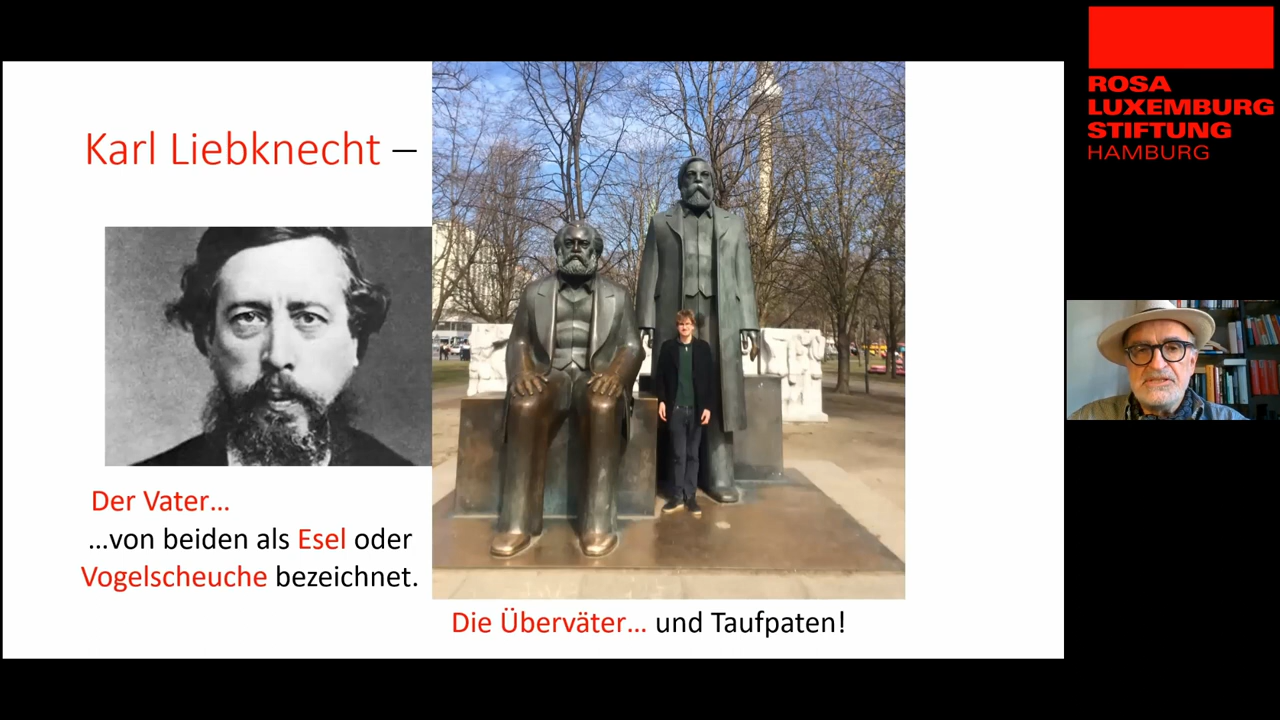 Karl Liebknecht –
Der Vater...
...von beiden als Esel oder
Vogelscheuche bezeichnet.
Die Überväter... und Taufpaten!
ROSA
LUXEMBURG
STIFTUNG
HAMBURG